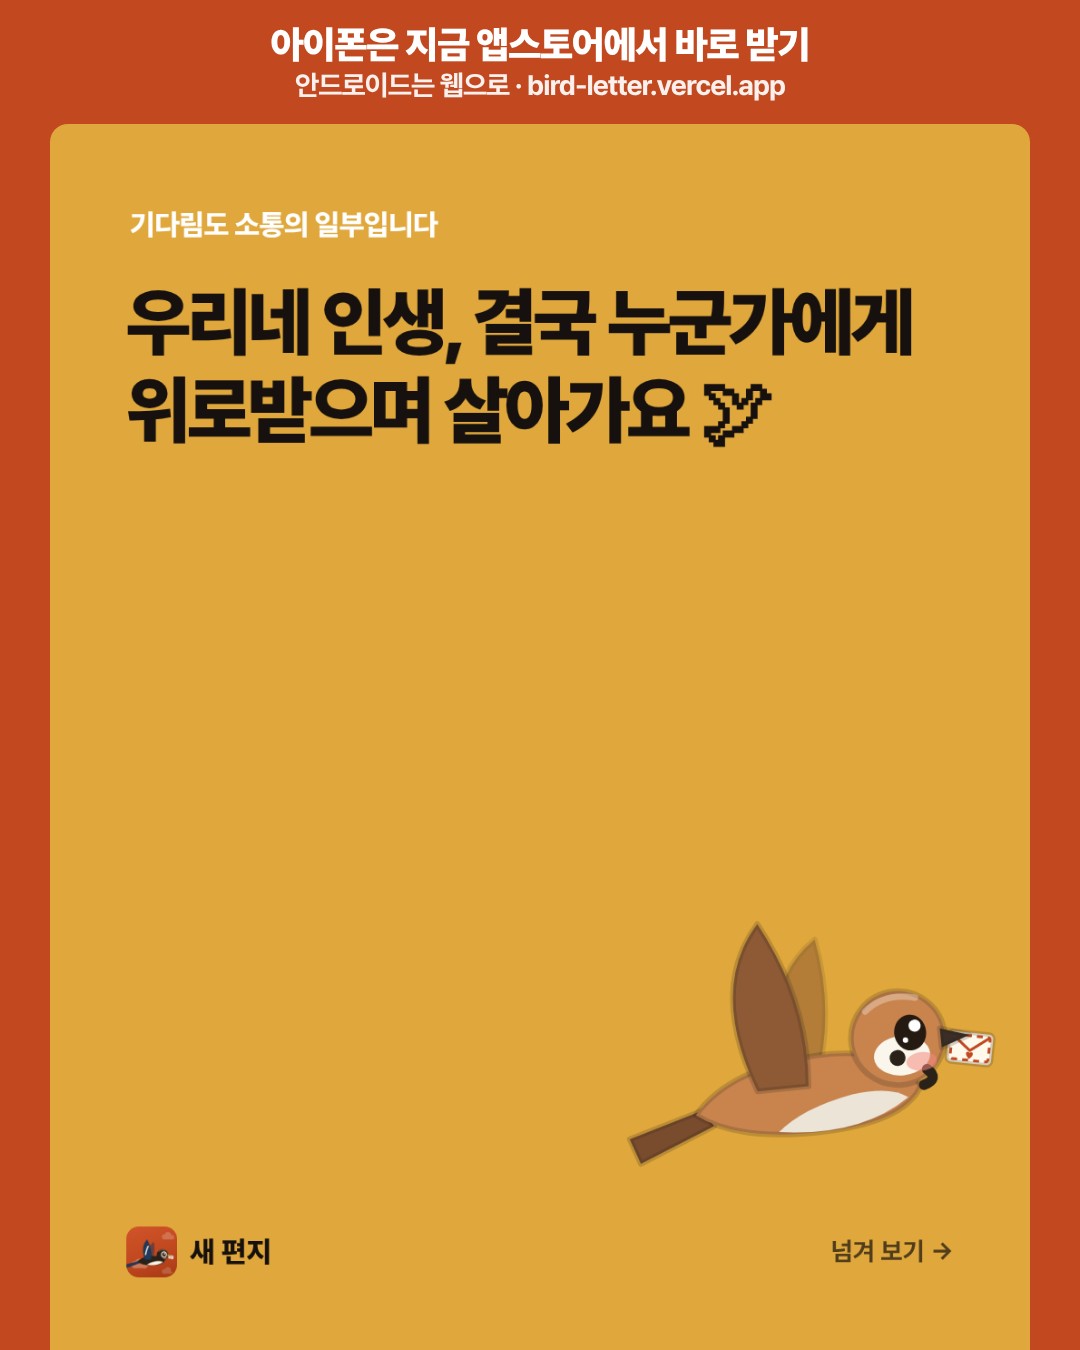 아이폰은 지금 앱스토어에서 바로 받기
안드로이드는 웹으로 · bird-letter.vercel.app
기다림도 소통의 일부입니다
우리네 인생, 결국 누군가에게
위로받으며 살아가요 🕊
새 편지
넘겨 보기 →